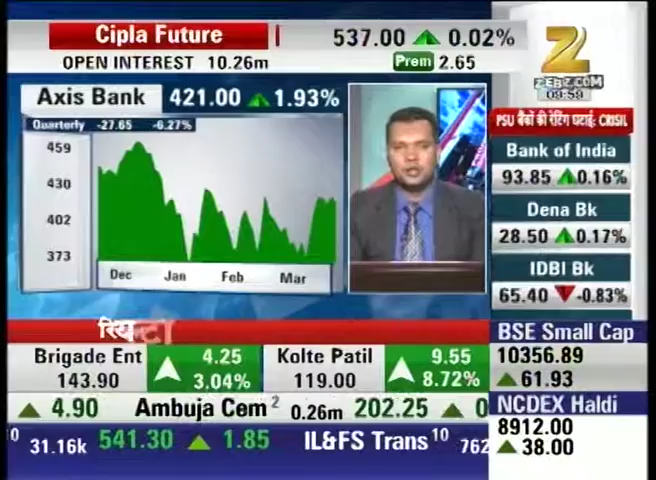 Cipla Future 537.00 0.02%
OPEN INTEREST 10.26m Prem 2.65
ZEEBIZ.COM
09:59
Axis Bank 421.00 1.93%
Quarterly -27.65 -6.27%
459
430
402
373
Dec Jan Feb Mar
PSU बैंकों की रेटिंग घटाई: CRISIL
Bank of India
93.85 0.16%
Dena Bk
28.50 0.17%
IDBI Bk
65.40 -0.83%
Brigade Ent 4.25
143.90 3.04%
Kolte Patil 9.55
119.00 8.72%
BSE Small Cap
10356.89
61.93
4.90 Ambuja Cem 2 0.26m 202.25 0
NCDEX Haldi
8912.00
38.00
0 31.16k 541.30 1.85 IL&FS Trans 10 762